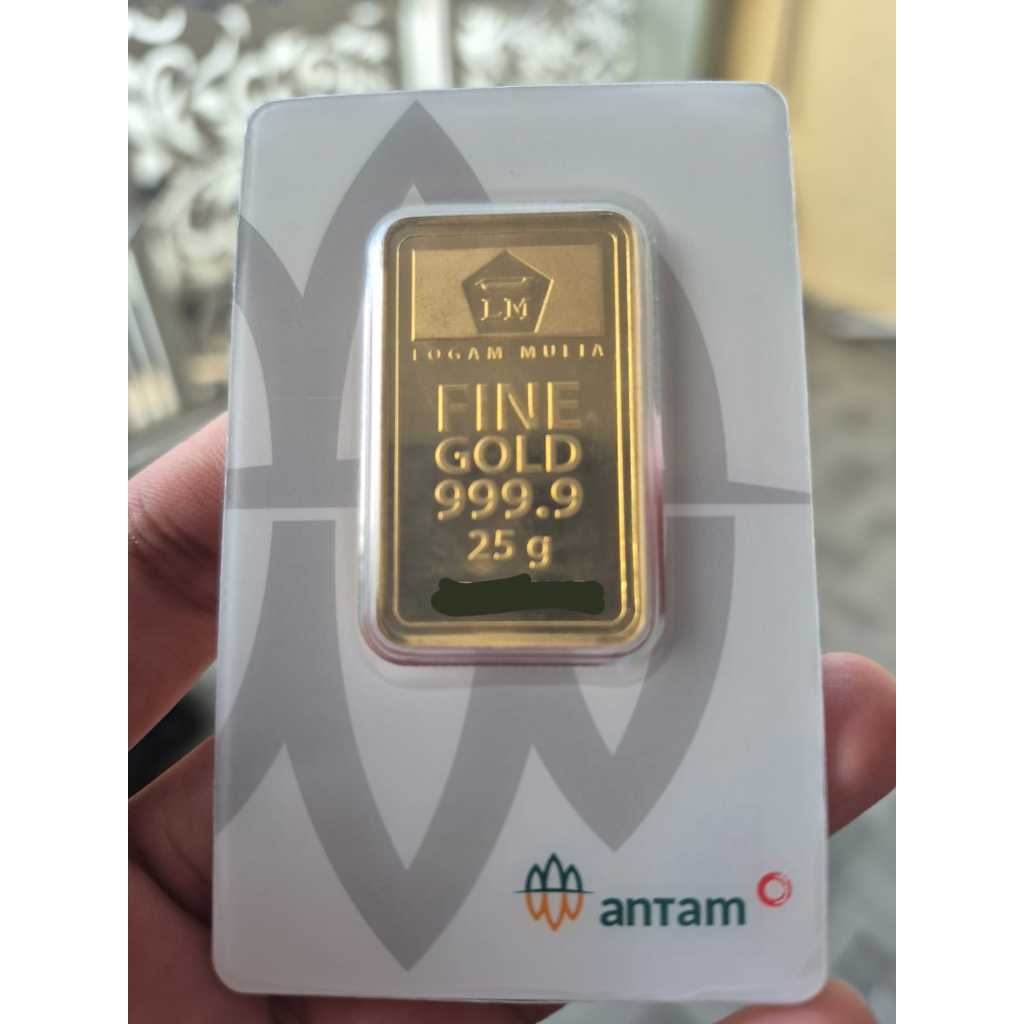 LM
LOGAM MULIA
FINE
GOLD
999.9
25 g
antam